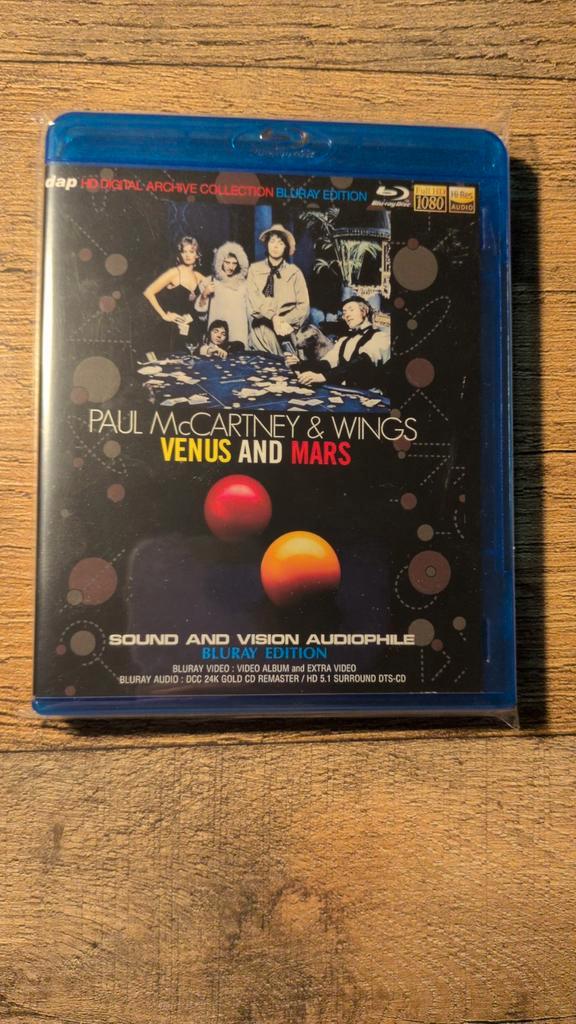 dap HD DIGITAL ARCHIVE COLLECTION BLURAY EDITION Blu-ray Disc Full HD 1080 Hi-Res AUDIO
PAUL McCARTNEY & WINGS
VENUS AND MARS
SOUND AND VISION AUDIOPHILE
BLURAY EDITION
BLURAY VIDEO : VIDEO ALBUM and EXTRA VIDEO
BLURAY AUDIO : DCC 24K GOLD CD REMASTER / HD 5.1 SURROUND DTS-CD